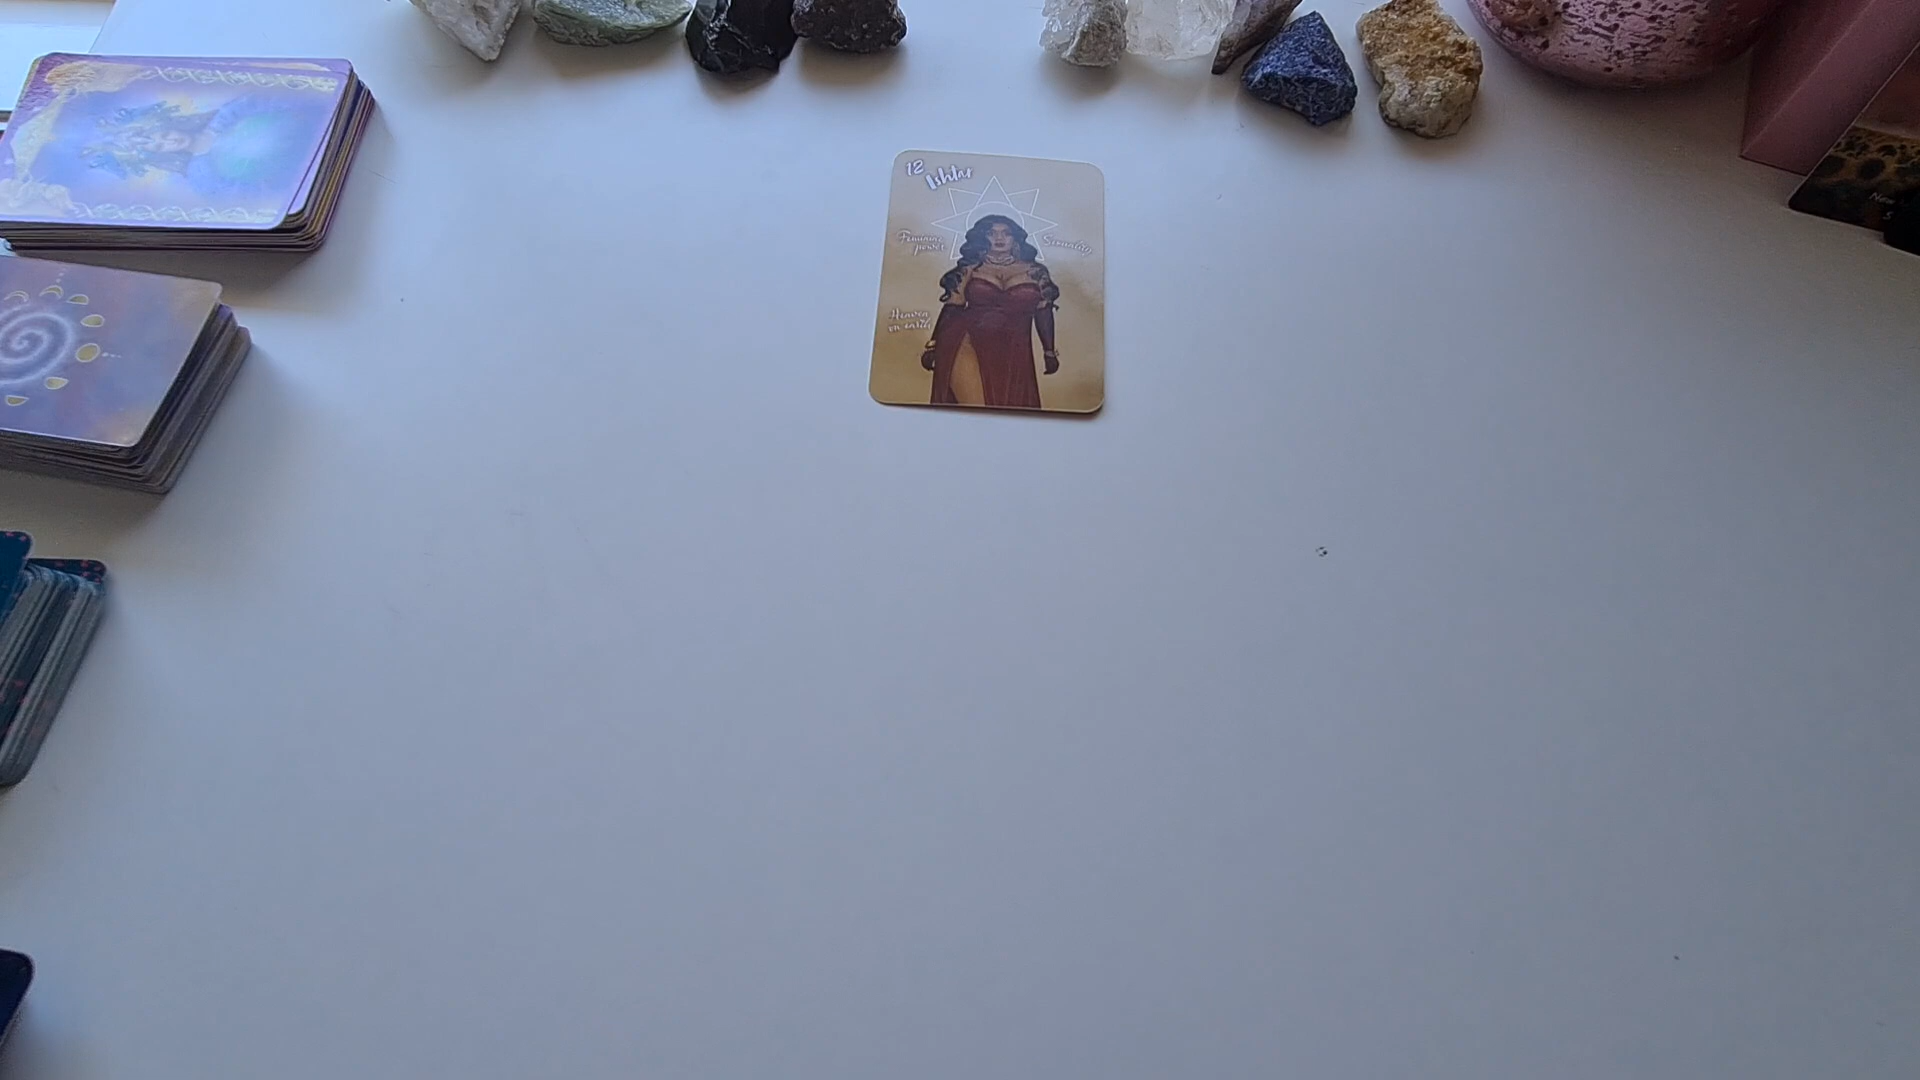 12
Ishtar
Feminine
power
Sexuality
Heaven
on earth